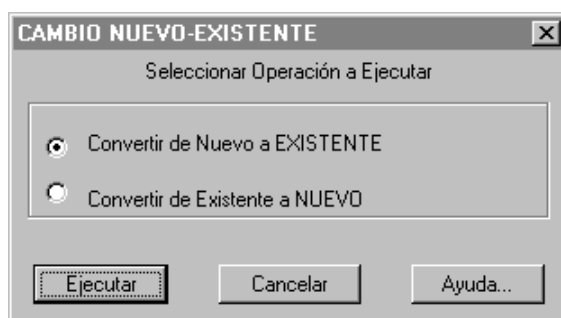 CAMBIO NUEVO-EXISTENTE
Seleccionar Operación a Ejecutar
Convertir de Nuevo a EXISTENTE
Convertir de Existente a NUEVO
Ejecutar Cancelar Ayuda...